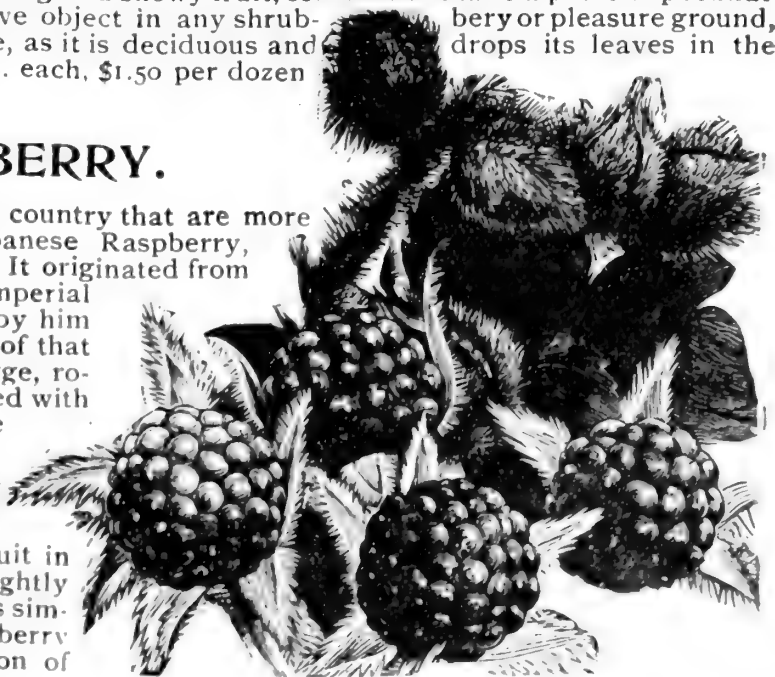 ve object in any shrub- bery or pleasure ground,
e, as it is deciduous and drops its leaves in the
. each, $1.50 per dozen
BERRY.
country that are more
panese Raspberry,
It originated from
mperial
by him
of that
ge, ro-
ed with
e
uit in
ghtly
s sim-
berry
on of